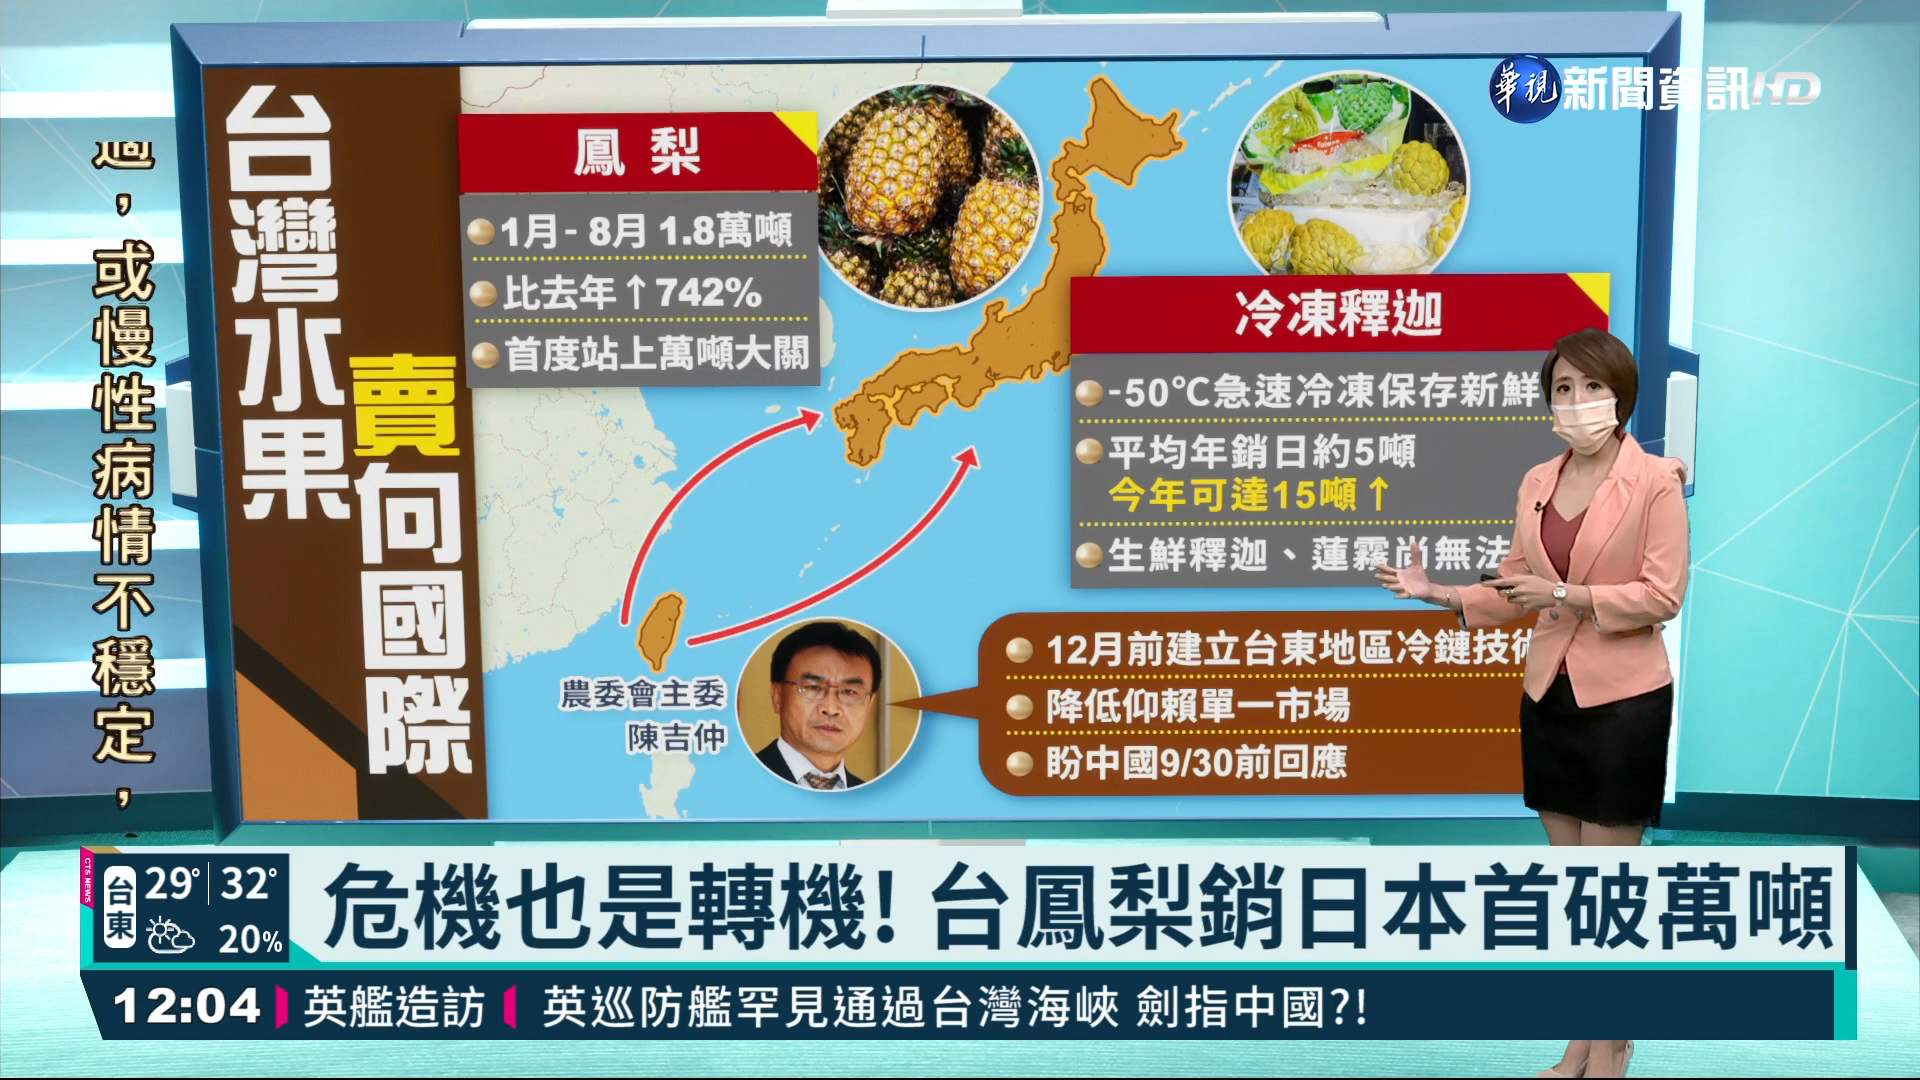 華視新聞資訊HD
適，或慢性病情不穩定，
台灣水果
賣向國際
鳳梨
1月-8月 1.8萬噸
比去年↑742%
首度站上萬噸大關
冷凍釋迦
-50℃急速冷凍保存新鮮
平均年銷日約5噸
今年可達15噸↑
生鮮釋迦、蓮霧尚無法
農委會主委
陳吉仲
12月前建立台東地區冷鏈技術
降低仰賴單一市場
盼中國9/30前回應
CTS NEWS
台東
29° 32°
20%
危機也是轉機! 台鳳梨銷日本首破萬噸
12:04 英艦造訪 英巡防艦罕見通過台灣海峽 劍指中國?!